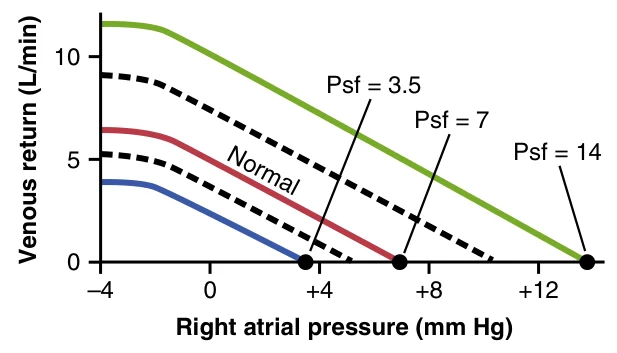 Venous return (L/min)
10
5
0
Psf = 3.5
Psf = 7
Psf = 14
Normal
–4
0
+4
+8
+12
Right atrial pressure (mm Hg)